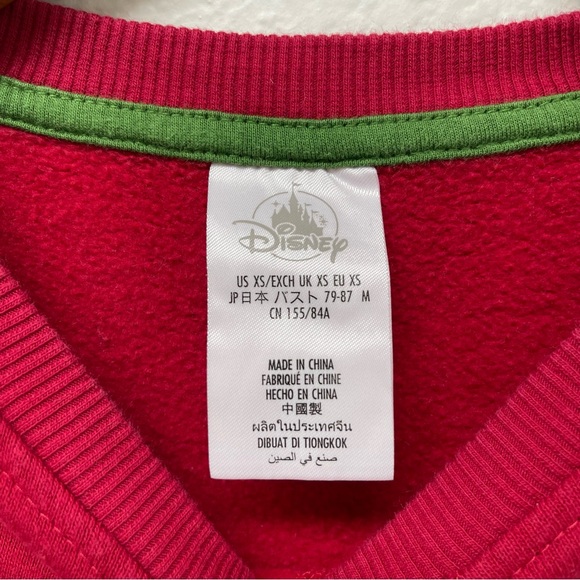 Disney
US XS/EXCH UK XS EU XS
JP日本 バスト 79-87 M
CN 155/84A
MADE IN CHINA
FABRIQUÉ EN CHINE
HECHO EN CHINA
中國製
ผลิตในประเทศจีน
DIBUAT DI TIONGKOK
صنع في الصين